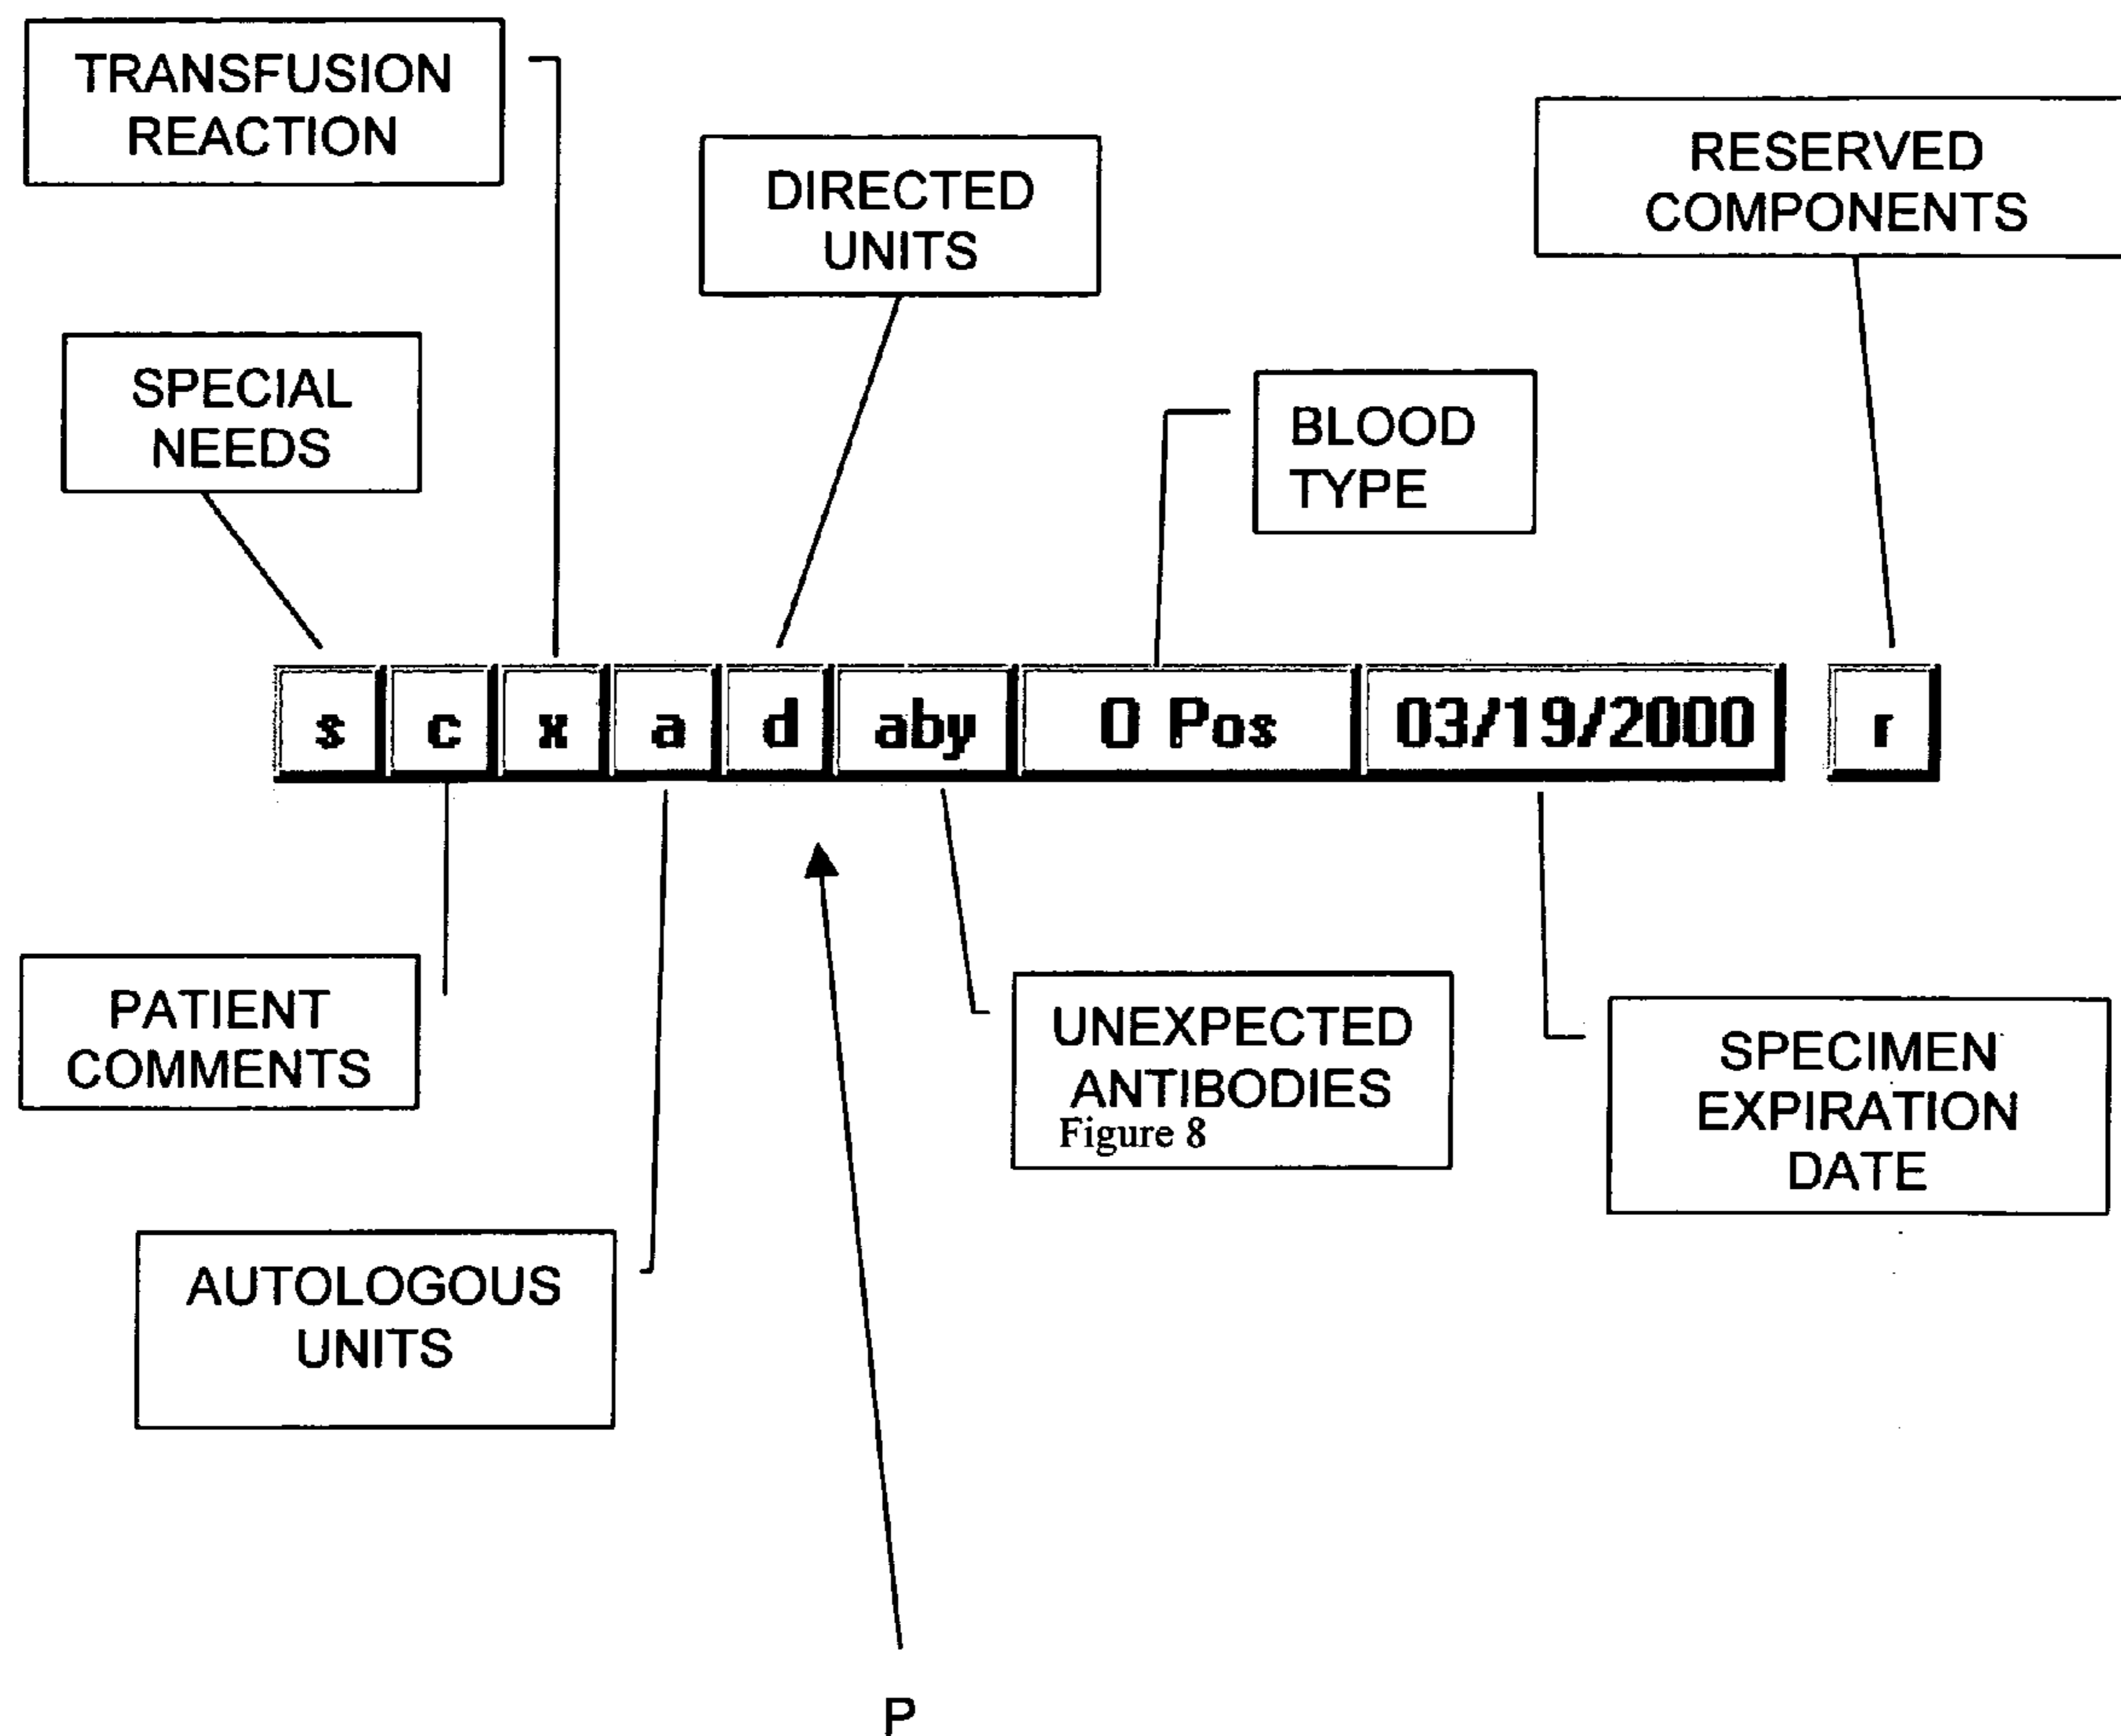 TRANSFUSION
REACTION
DIRECTED
UNITS
RESERVED
COMPONENTS
SPECIAL
NEEDS
BLOOD
TYPE
s c x a d aby O Pos 03/19/2000 r
PATIENT
COMMENTS
UNEXPECTED
ANTIBODIES
Figure 8
SPECIMEN
EXPIRATION
DATE
AUTOLOGOUS
UNITS
P